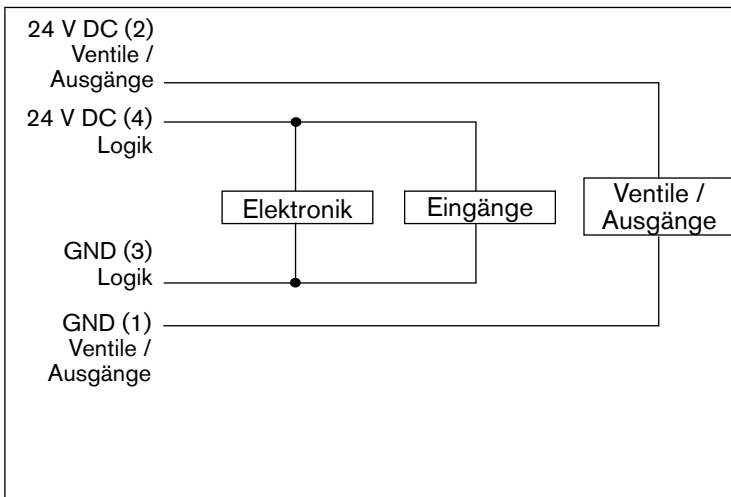 24 V DC (2)
Ventile /
Ausgänge
24 V DC (4)
Logik
Elektronik
Eingänge
Ventile /
Ausgänge
GND (3)
Logik
GND (1)
Ventile /
Ausgänge